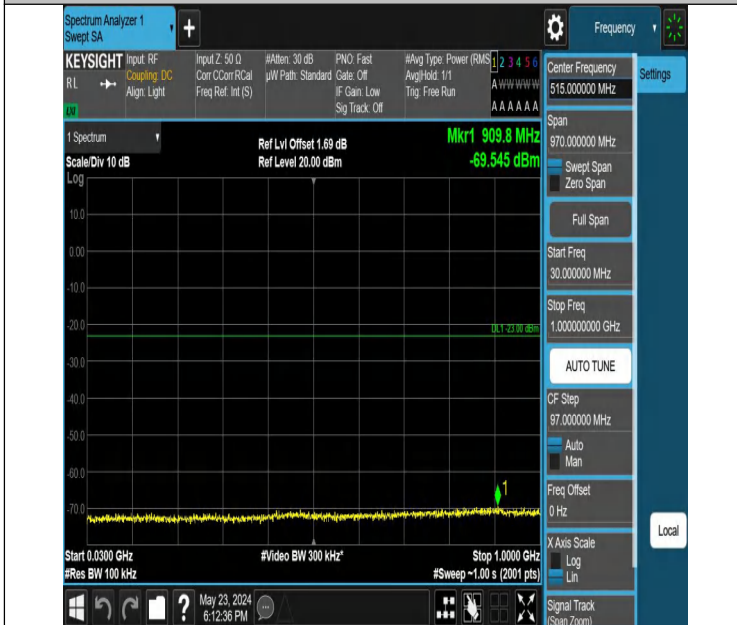 Spectrum Analyzer 1
Swept SA
+
Frequency
KEYSIGHT
RL
Input: RF
Coupling: DC
Align: Light
Input Z: 50 Ω
Corr CCorr RCal
Freq Ref: Int (S)
#Atten: 30 dB
µW Path: Standard
PNO: Fast
Gate: Off
IF Gain: Low
Sig Track: Off
#Avg Type: Power (RMS
Avg|Hold: 1/1
Trig: Free Run
1 2 3 4 5 6
A W W W W W
A A A A A A
1 Spectrum
Scale/Div 10 dB
Log
Ref Lvl Offset 1.69 dB
Ref Level 20.00 dBm
Mkr1 909.8 MHz
-69.545 dBm
10.0
0.00
-10.0
-20.0
DL1 -23.00 dBm
-30.0
-40.0
-50.0
-60.0
-70.0
1
Start 0.0300 GHz
#Res BW 100 kHz
#Video BW 300 kHz*
Stop 1.0000 GHz
#Sweep ~1.00 s (2001 pts)
Center Frequency
515.000000 MHz
Settings
Span
970.000000 MHz
Swept Span
Zero Span
Full Span
Start Freq
30.000000 MHz
Stop Freq
1.000000000 GHz
AUTO TUNE
CF Step
97.000000 MHz
Auto
Man
Freq Offset
0 Hz
X Axis Scale
Log
Lin
Local
Signal Track
(Span Zoom)
?
May 23, 2024
6:12:36 PM